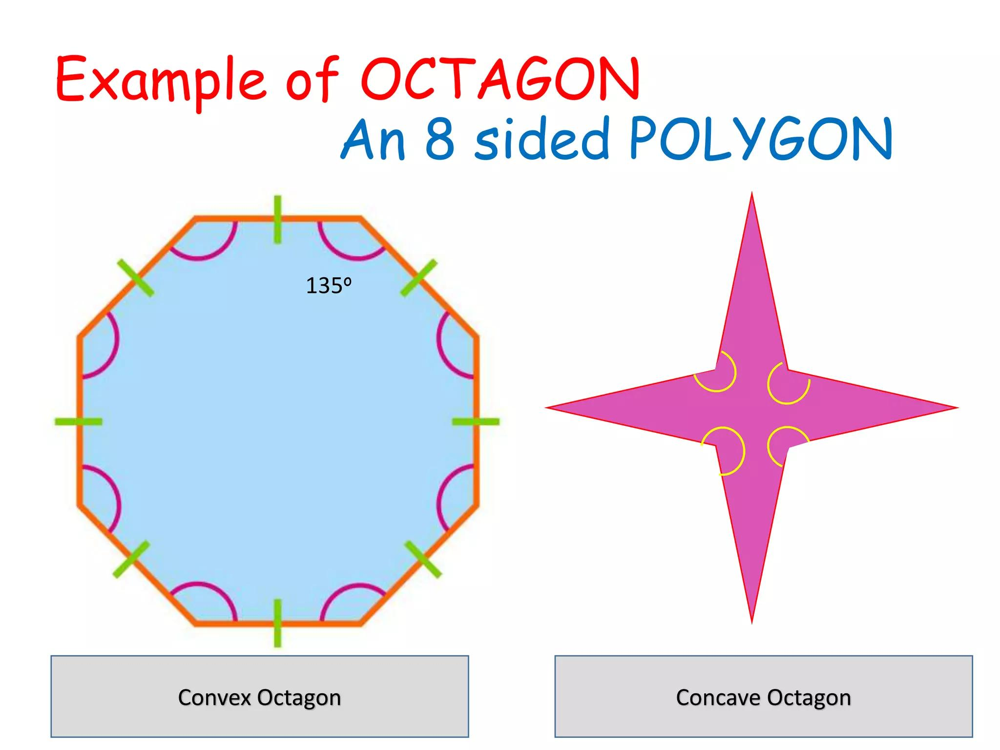 Example of OCTAGON
An 8 sided POLYGON
135º
Convex Octagon
Concave Octagon